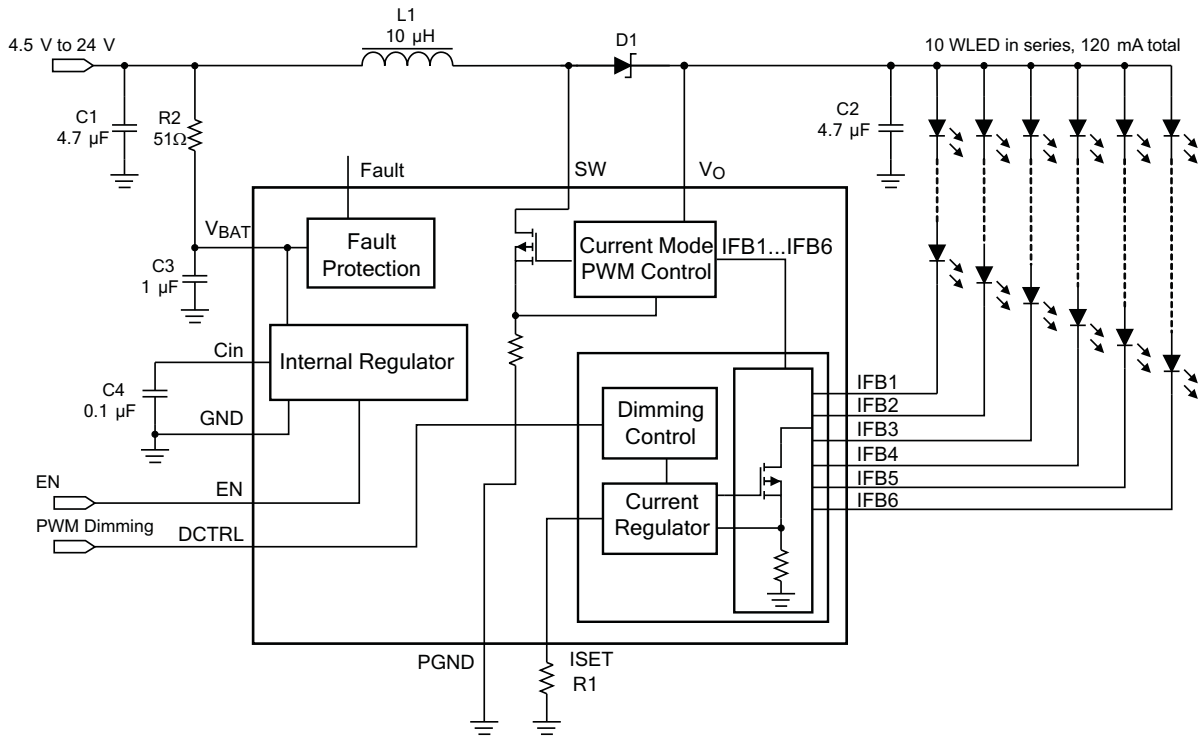 L1
10 µH
4.5 V to 24 V
D1
10 WLED in series, 120 mA total
C1
4.7 µF
R2
51Ω
C2
4.7 µF
Fault
SW
VO
VBAT
Fault
Protection
Current Mode
PWM Control
IFB1...IFB6
C3
1 µF
Cin
Internal Regulator
C4
0.1 µF
GND
Dimming
Control
IFB1
IFB2
IFB3
IFB4
IFB5
IFB6
EN
EN
Current
Regulator
PWM Dimming
DCTRL
PGND
ISET
R1